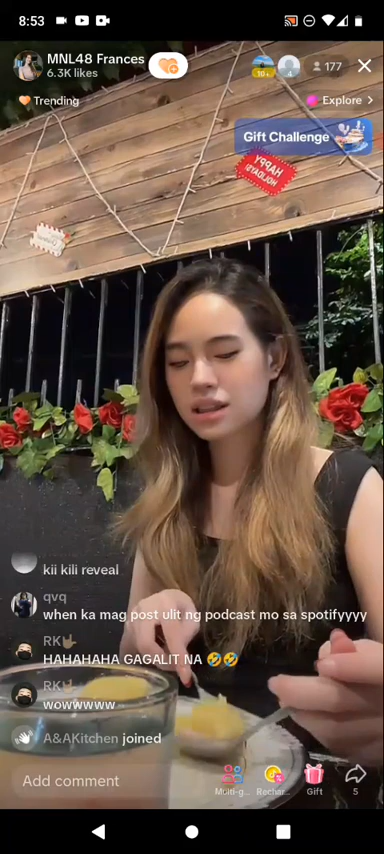 8:53
MNL48 Frances
6.3K likes
10+
4
177
Trending
Explore
Gift Challenge
HAPPY
HOLIDAYS
kii kili reveal
qvq
when ka mag post ulit ng podcast mo sa spotifyyyy
RK🤟
HAHAHAHA GAGALIT NA 🤣🤣
RK🤟
wowwwww
A&AKitchen joined
Add comment
Multi-g...
Rechar...
Gift
5